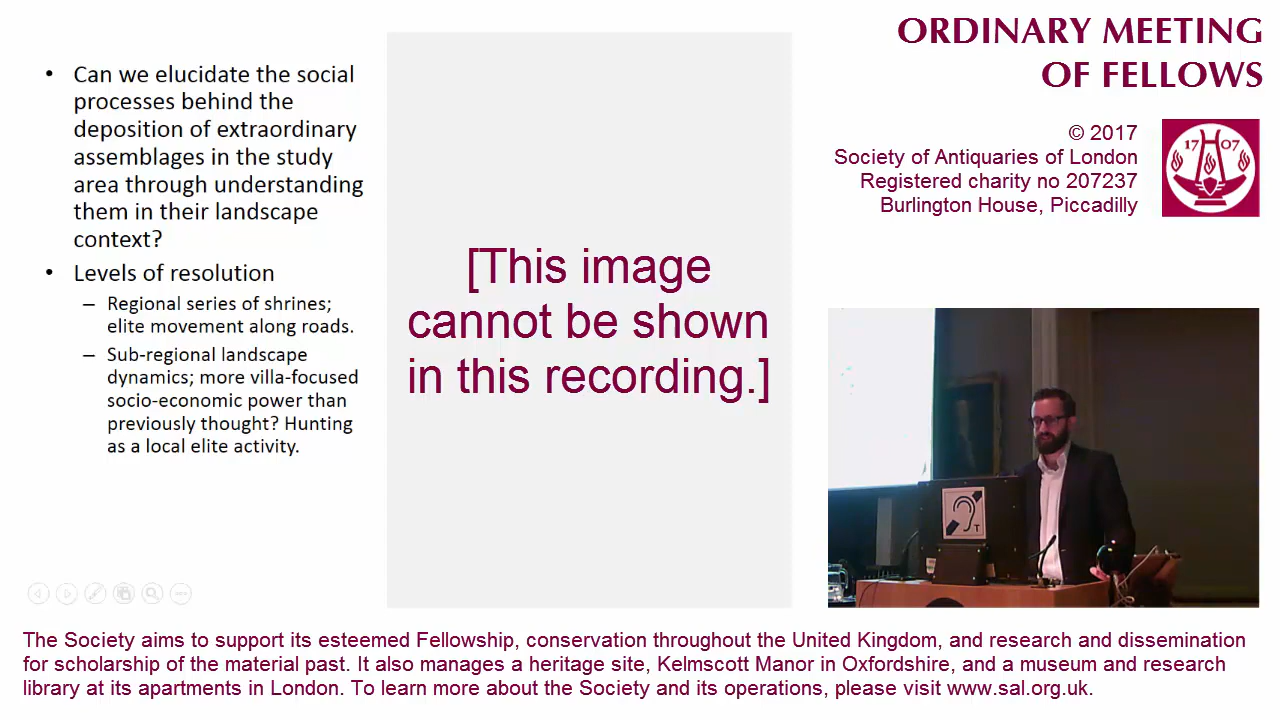 • Can we elucidate the social
processes behind the
deposition of extraordinary
assemblages in the study
area through understanding
them in their landscape
context?
• Levels of resolution
– Regional series of shrines;
elite movement along roads.
– Sub-regional landscape
dynamics; more villa-focused
socio-economic power than
previously thought? Hunting
as a local elite activity.
[This image
cannot be shown
in this recording.]
ORDINARY MEETING
OF FELLOWS
© 2017
Society of Antiquaries of London
Registered charity no 207237
Burlington House, Piccadilly
17 07
T
The Society aims to support its esteemed Fellowship, conservation throughout the United Kingdom, and research and dissemination
for scholarship of the material past. It also manages a heritage site, Kelmscott Manor in Oxfordshire, and a museum and research
library at its apartments in London. To learn more about the Society and its operations, please visit www.sal.org.uk.